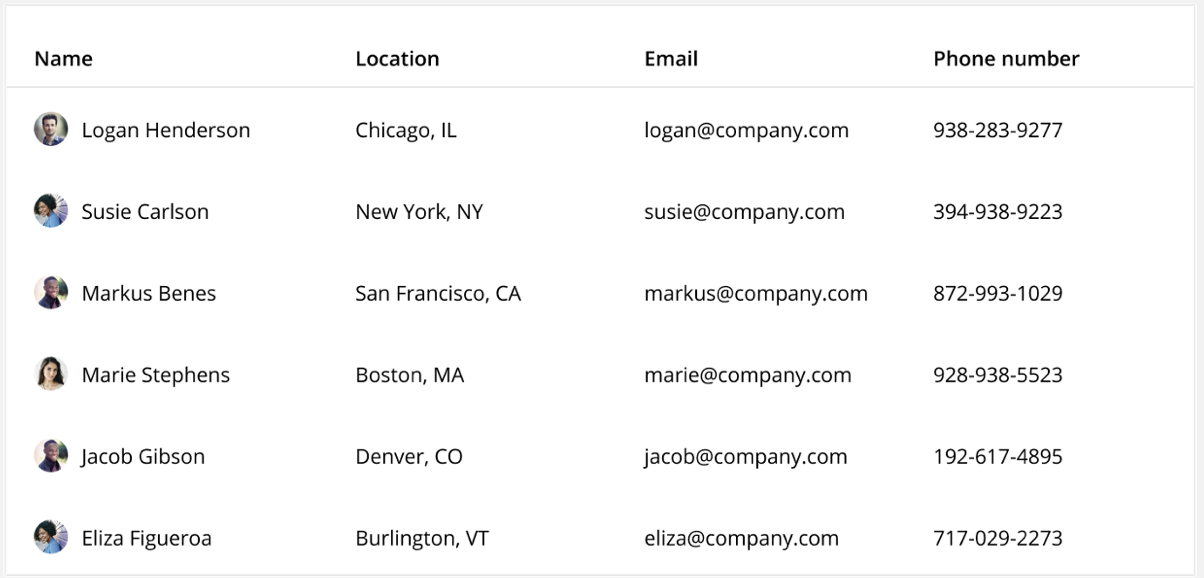 Name Location Email Phone number
Logan Henderson Chicago, IL logan@company.com 938-283-9277
Susie Carlson New York, NY susie@company.com 394-938-9223
Markus Benes San Francisco, CA markus@company.com 872-993-1029
Marie Stephens Boston, MA marie@company.com 928-938-5523
Jacob Gibson Denver, CO jacob@company.com 192-617-4895
Eliza Figueroa Burlington, VT eliza@company.com 717-029-2273